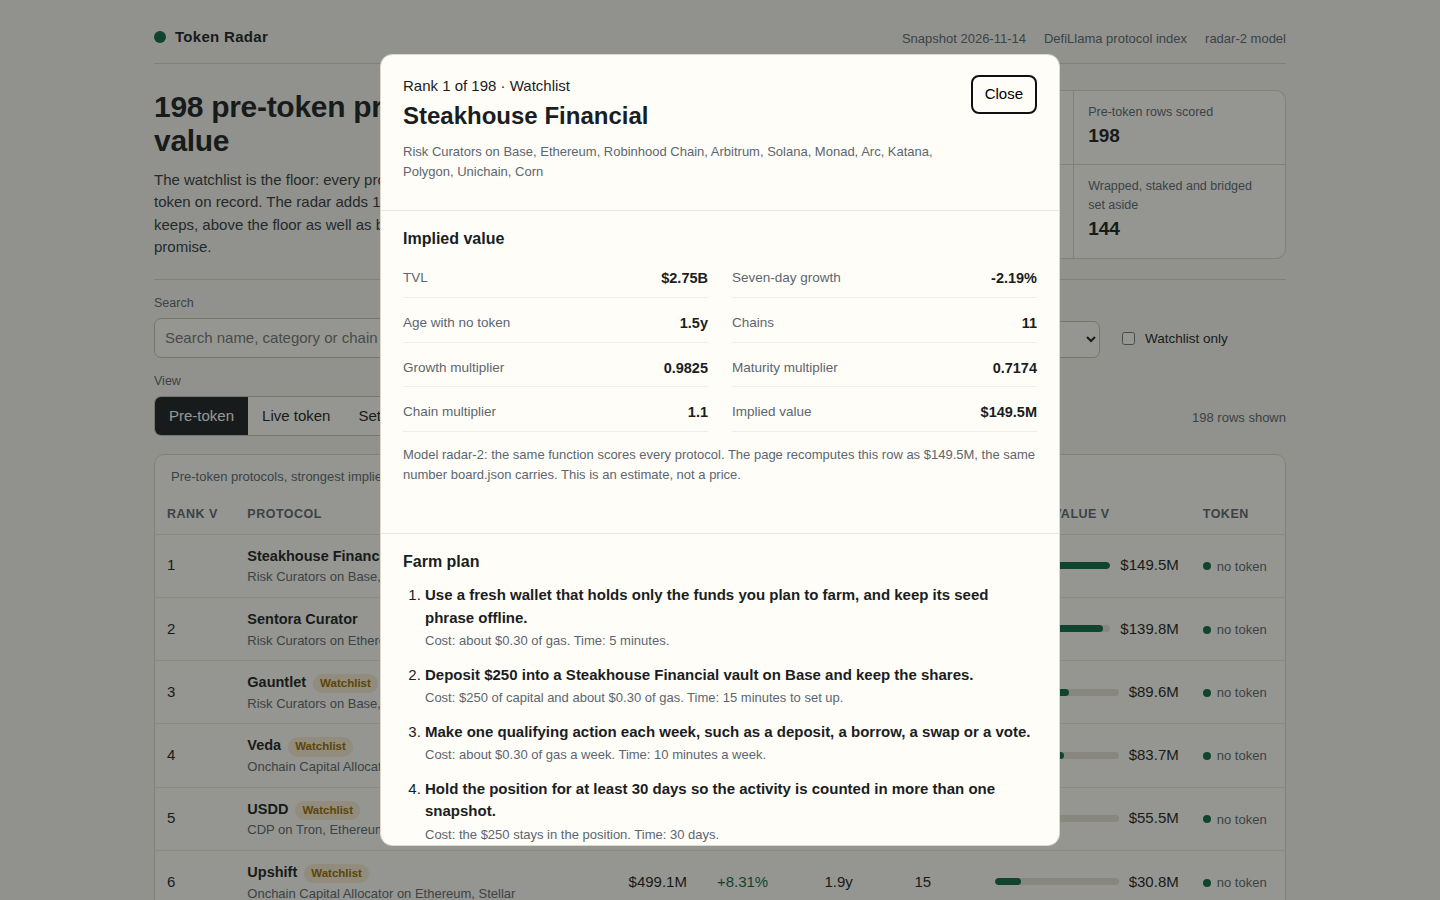 Token Radar
Snapshot 2026-11-14 DefiLlama protocol index radar-2 model
198 pre-token
value
The watchlist is the floor: every
token on record. The radar adds
keeps, above the floor as well as
promise.
Pre-token rows scored
198
Wrapped, staked and bridged
set aside
144
Search
Search name, category or chain
Watchlist only
View
Pre-token Live token
198 rows shown
Rank 1 of 198 · Watchlist
Steakhouse Financial
Close
Risk Curators on Base, Ethereum, Robinhood Chain, Arbitrum, Solana, Monad, Arc, Katana,
Polygon, Unichain, Corn
Implied value
TVL $2.75B Seven-day growth -2.19%
Age with no token 1.5y Chains 11
Growth multiplier 0.9825 Maturity multiplier 0.7174
Chain multiplier 1.1 Implied value $149.5M
Model radar-2: the same function scores every protocol. The page recomputes this row as $149.5M, the same
number board.json carries. This is an estimate, not a price.
Farm plan
1. Use a fresh wallet that holds only the funds you plan to farm, and keep its seed
phrase offline.
Cost: about $0.30 of gas. Time: 5 minutes.
2. Deposit $250 into a Steakhouse Financial vault on Base and keep the shares.
Cost: $250 of capital and about $0.30 of gas. Time: 15 minutes to set up.
3. Make one qualifying action each week, such as a deposit, a borrow, a swap or a vote.
Cost: about $0.30 of gas a week. Time: 10 minutes a week.
4. Hold the position for at least 30 days so the activity is counted in more than one
snapshot.
Cost: the $250 stays in the position. Time: 30 days.
Pre-token protocols, strongest
RANK V PROTOCOL VALUE V TOKEN
1 Steakhouse $149.5M no token
Risk Curators on Base,
2 Sentora Curator $139.8M no token
Risk Curators on
3 Gauntlet Watchlist $89.6M no token
Risk Curators on Base,
4 Veda Watchlist $83.7M no token
Onchain Capital
5 USDD Watchlist $55.5M no token
CDP on Tron,
6 Upshift Watchlist $499.1M +8.31% 1.9y 15 $30.8M no token
Onchain Capital Allocator on Ethereum, Stellar